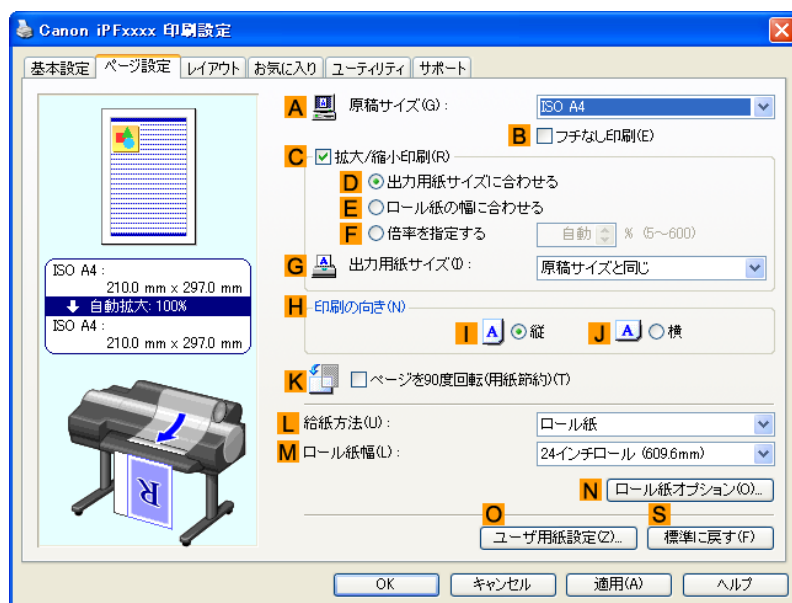 Canon iPFxxxx 印刷設定
基本設定 ページ設定 レイアウト お気に入り ユーティリティ サポート
A 原稿サイズ(G): ISO A4
B フチなし印刷(E)
C 拡大/縮小印刷(R)
D 出力用紙サイズに合わせる
E ロール紙の幅に合わせる
F 倍率を指定する 自動 % (5～600)
G 出力用紙サイズ(I): 原稿サイズと同じ
ISO A4 :
210.0 mm x 297.0 mm
自動拡大: 100%
ISO A4 :
210.0 mm x 297.0 mm
H 印刷の向き(N)
I A 縦 J A 横
K ページを90度回転(用紙節約)(T)
L 給紙方法(U): ロール紙
M ロール紙幅(L): 24インチロール (609.6mm)
R
N ロール紙オプション(O)...
O S
ユーザ用紙設定(Z)... 標準に戻す(F)
OK キャンセル 適用(A) ヘルプ